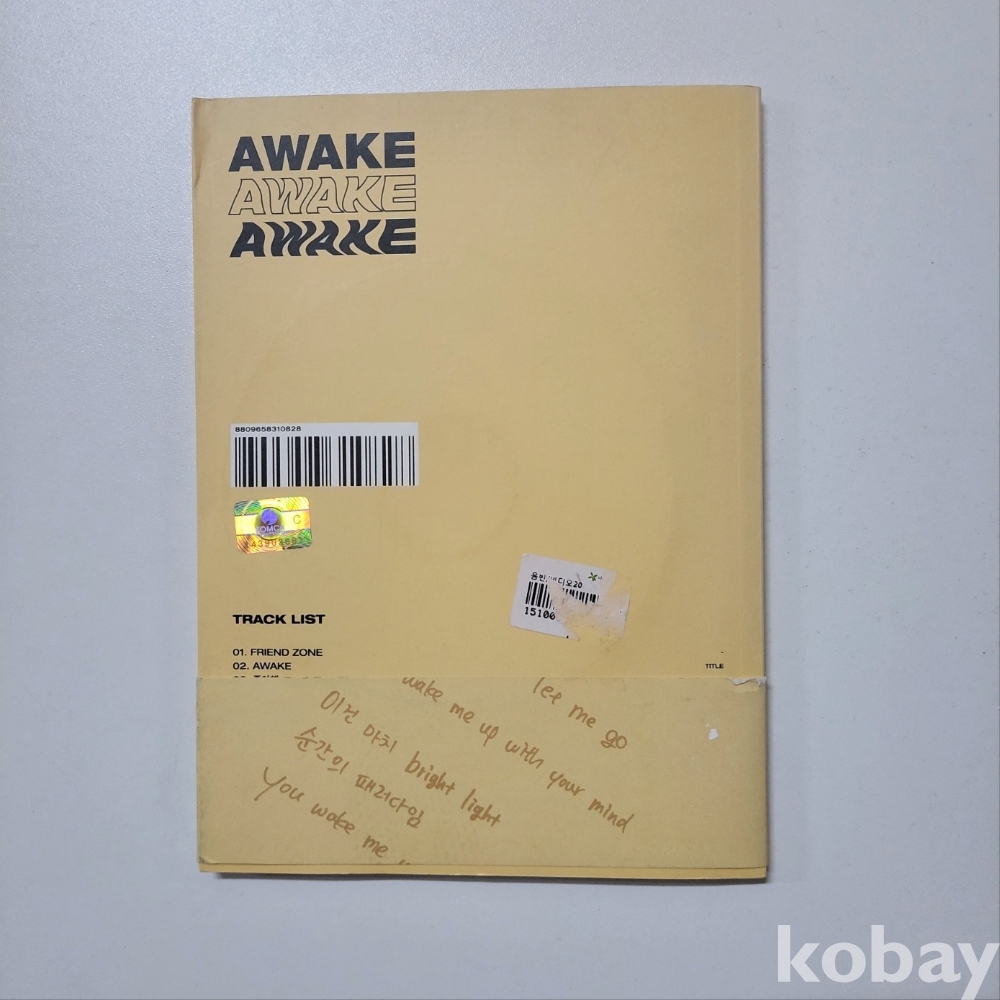 AWAKE
AWAKE
AWAKE
8809658310828
C
TRACK LIST
01. FRIEND ZONE
02. AWAKE
TITLE
let me go
wake me up with your mind
이건 마치 bright light
순간의 패러다임
You wake me
kobay